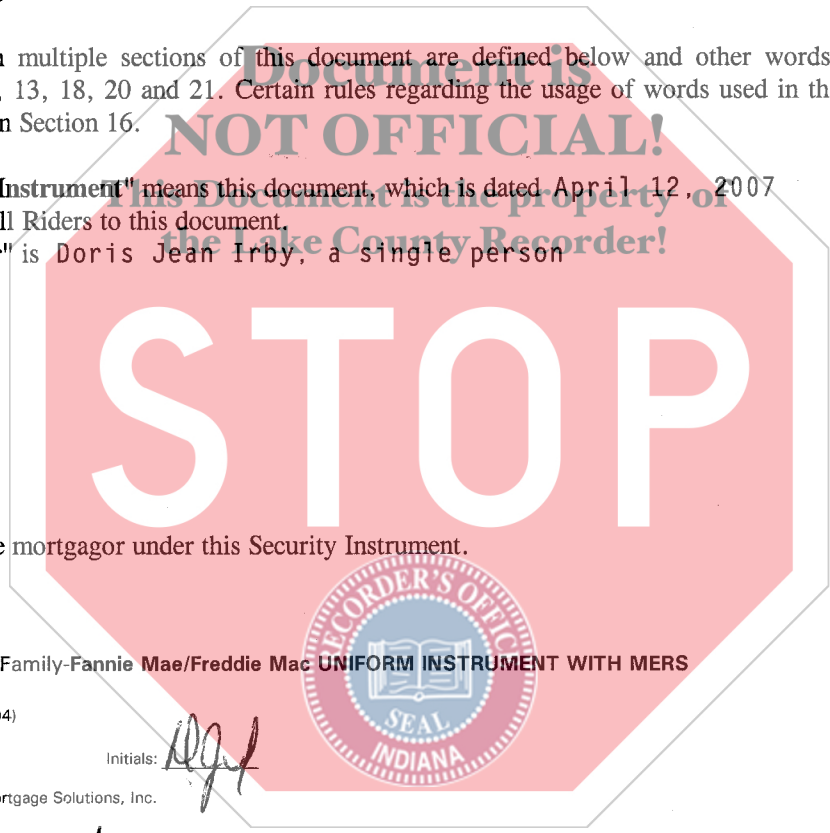 n multiple sections of this document are defined below and other words
, 13, 18, 20 and 21. Certain rules regarding the usage of words used in th
n Section 16.
Document is
NOT OFFICIAL!
This Document is the property of
the Lake County Recorder!
Instrument" means this document, which is dated April 12, 2007
ll Riders to this document.
" is Doris Jean Irby, a single person
STOP
e mortgagor under this Security Instrument.
RECORDER'S OFFICE
SEAL
INDIANA
Family-Fannie Mae/Freddie Mac UNIFORM INSTRUMENT WITH MERS
04)
Initials:
rtgage Solutions, Inc.